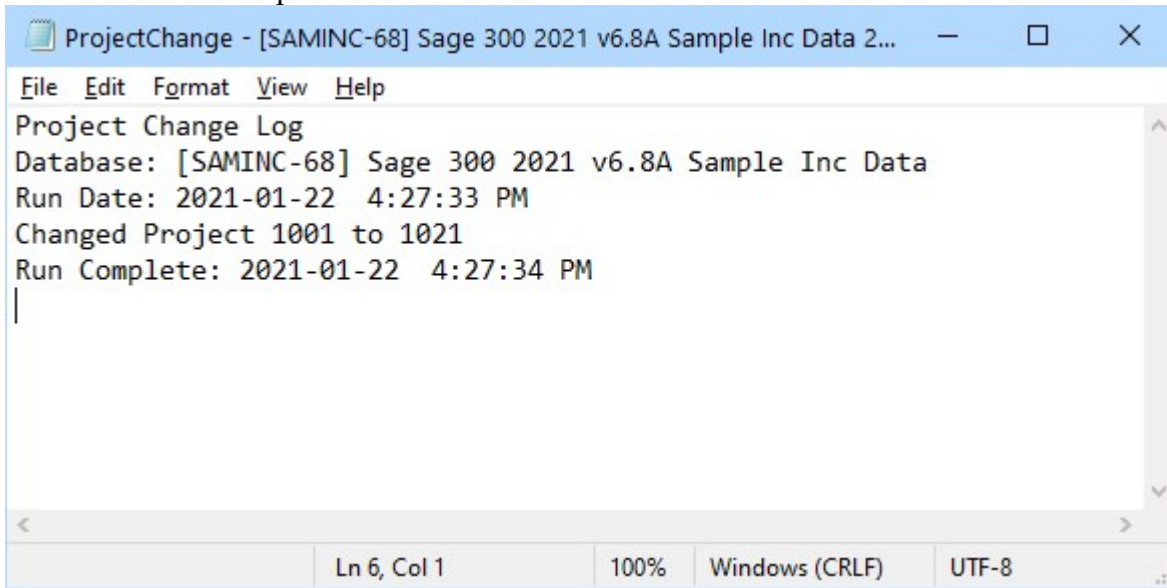 ProjectChange - [SAMINC-68] Sage 300 2021 v6.8A Sample Inc Data 2...
File Edit Format View Help
Project Change Log
Database: [SAMINC-68] Sage 300 2021 v6.8A Sample Inc Data
Run Date: 2021-01-22  4:27:33 PM
Changed Project 1001 to 1021
Run Complete: 2021-01-22  4:27:34 PM
Ln 6, Col 1 100% Windows (CRLF) UTF-8